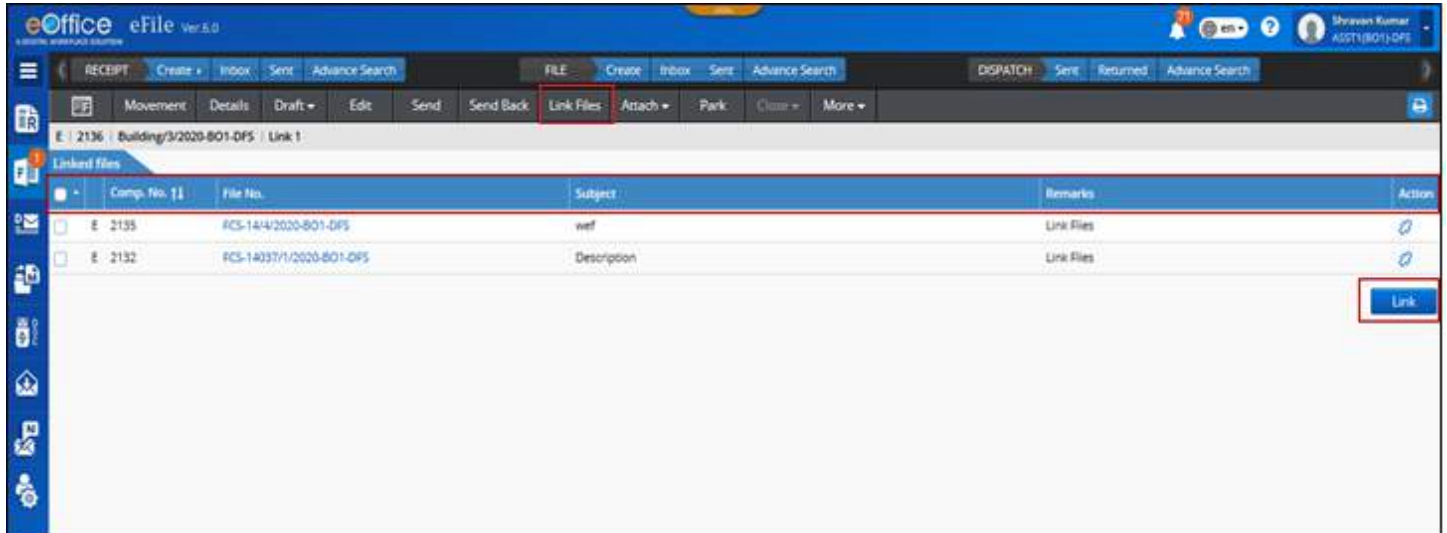 eOffice eFile Ver.6.0
A DIGITAL WORKPLACE SOLUTION
21 en ? Shravan Kumar
ASST1(BO1)-DFS
RECEIPT Create Inbox Sent Advance Search FILE Create Inbox Sent Advance Search DISPATCH Sent Returned Advance Search
Movement Details Draft Edit Send Send Back Link Files Attach Park Close More
E | 2136 | Building/3/2020-BO1-DFS | Link 1
Linked files
Comp. No. File No. Subject Remarks Action
E 2135 FCS-14/4/2020-BO1-DFS wef Link Files
E 2132 FCS-14037/1/2020-BO1-DFS Description Link Files
Link